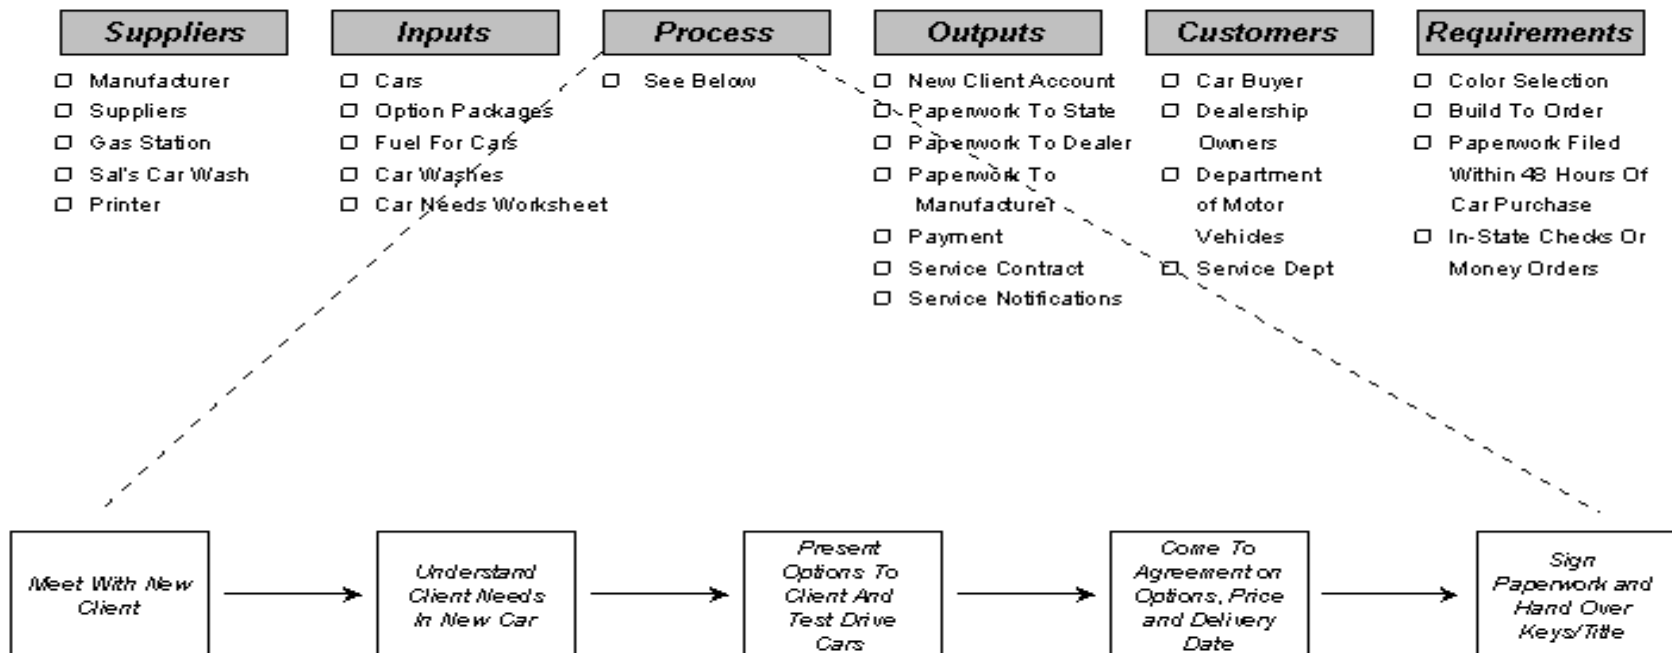 Suppliers
Manufacturer
Suppliers
Gas Station
Sal's Car Wash
Printer
Inputs
Cars
Option Packages
Fuel For Cars
Car Washes
Car Needs Worksheet
Process
See Below
Outputs
New Client Account
Paperwork To State
Paperwork To Dealer
Paperwork To
Manufacturer
Payment
Service Contract
Service Notifications
Customers
Car Buyer
Dealership
Owners
Department
of Motor
Vehicles
Service Dept
Requirements
Color Selection
Build To Order
Paperwork Filed
Within 48 Hours Of
Car Purchase
In-State Checks Or
Money Orders
Meet With New
Client
Understand
Client Needs
In New Car
Present
Options To
Client And
Test Drive
Cars
Come To
Agreement on
Options, Price
and Delivery
Date
Sign
Paperwork and
Hand Over
Keys/Title